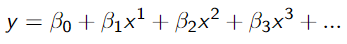 y = β₀ + β₁x¹ + β₂x² + β₃x³ + ...